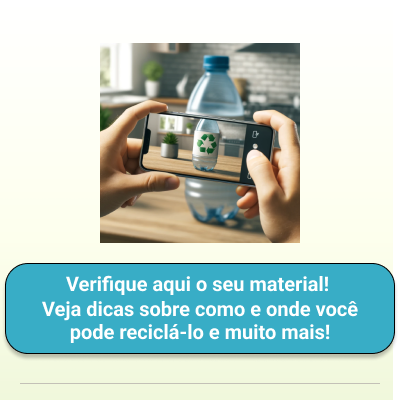 Verifique aqui o seu material!
Veja dicas sobre como e onde você
pode reciclá-lo e muito mais!